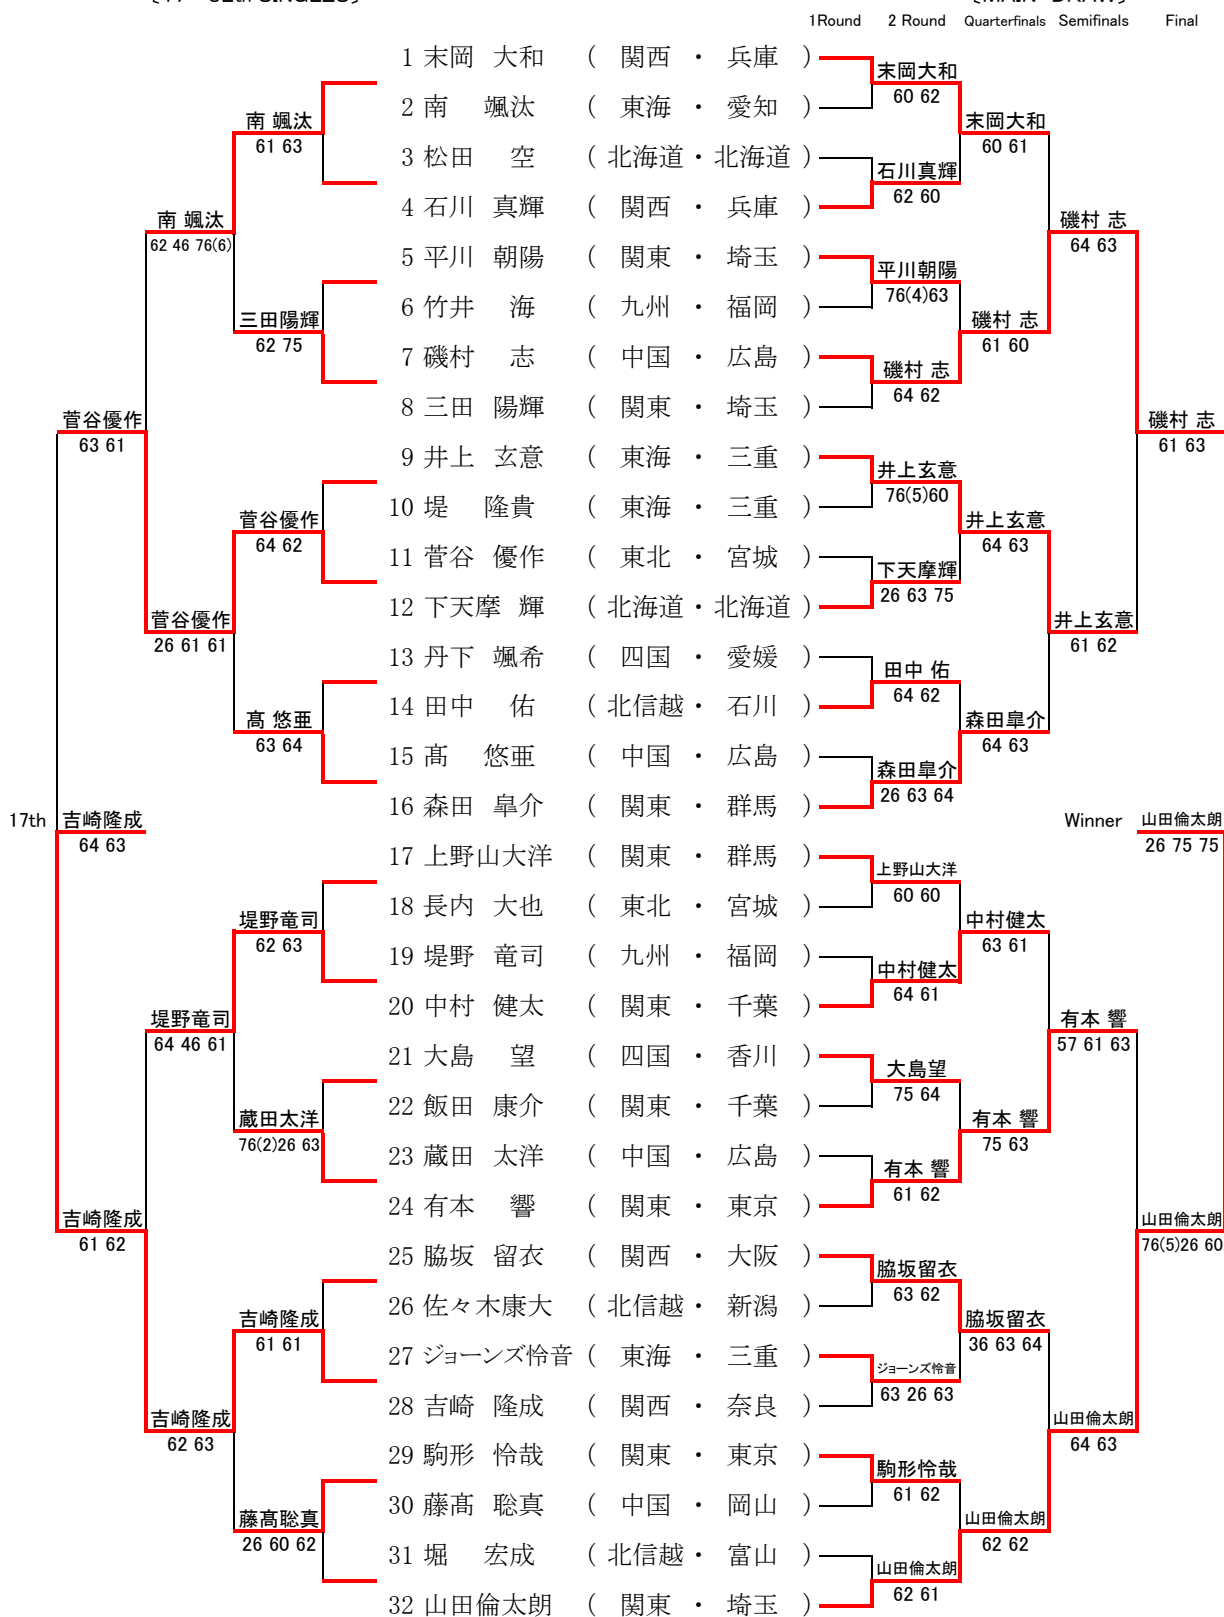 1Round 2 Round Quarterfinals Semifinals Final
1 末岡 大和 ( 関西 ・ 兵庫 )
末岡大和
60 62
2 南 颯汰 ( 東海 ・ 愛知 )
南 颯汰
61 63
末岡大和
60 61
3 松田 空 ( 北海道 ・ 北海道 )
石川真輝
62 60
4 石川 真輝 ( 関西 ・ 兵庫 )
南 颯汰
62 46 76(6)
磯村 志
64 63
5 平川 朝陽 ( 関東 ・ 埼玉 )
平川朝陽
76(4)63
6 竹井 海 ( 九州 ・ 福岡 )
三田陽輝
62 75
磯村 志
61 60
7 磯村 志 ( 中国 ・ 広島 )
磯村 志
64 62
8 三田 陽輝 ( 関東 ・ 埼玉 )
菅谷優作
63 61
磯村 志
61 63
9 井上 玄意 ( 東海 ・ 三重 )
井上玄意
76(5)60
10 堤 隆貴 ( 東海 ・ 三重 )
菅谷優作
64 62
井上玄意
64 63
11 菅谷 優作 ( 東北 ・ 宮城 )
下天摩輝
26 63 75
12 下天摩 輝 ( 北海道 ・ 北海道 )
菅谷優作
26 61 61
井上玄意
61 62
13 丹下 颯希 ( 四国 ・ 愛媛 )
田中 佑
64 62
14 田中 佑 ( 北信越 ・ 石川 )
髙 悠亜
63 64
森田皐介
64 63
15 髙 悠亜 ( 中国 ・ 広島 )
森田皐介
26 63 64
16 森田 皐介 ( 関東 ・ 群馬 )
17th 吉崎隆成
64 63
Winner 山田倫太朗
26 75 75
17 上野山大洋 ( 関東 ・ 群馬 )
上野山大洋
60 60
18 長内 大也 ( 東北 ・ 宮城 )
堤野竜司
62 63
中村健太
63 61
19 堤野 竜司 ( 九州 ・ 福岡 )
中村健太
64 61
20 中村 健太 ( 関東 ・ 千葉 )
堤野竜司
64 46 61
有本 響
57 61 63
21 大島 望 ( 四国 ・ 香川 )
大島望
75 64
22 飯田 康介 ( 関東 ・ 千葉 )
蔵田太洋
76(2)26 63
有本 響
75 63
23 蔵田 太洋 ( 中国 ・ 広島 )
有本 響
61 62
24 有本 響 ( 関東 ・ 東京 )
吉崎隆成
61 62
山田倫太朗
76(5)26 60
25 脇坂 留衣 ( 関西 ・ 大阪 )
脇坂留衣
63 62
26 佐々木康大 ( 北信越 ・ 新潟 )
吉崎隆成
61 61
脇坂留衣
36 63 64
27 ジョーンズ怜音 ( 東海 ・ 三重 )
ジョーンズ怜音
63 26 63
28 吉崎 隆成 ( 関西 ・ 奈良 )
吉崎隆成
62 63
山田倫太朗
64 63
29 駒形 怜哉 ( 関東 ・ 東京 )
駒形怜哉
61 62
30 藤髙 聡真 ( 中国 ・ 岡山 )
藤髙聡真
26 60 62
山田倫太朗
62 62
31 堀 宏成 ( 北信越 ・ 富山 )
山田倫太朗
62 61
32 山田倫太朗 ( 関東 ・ 埼玉 )